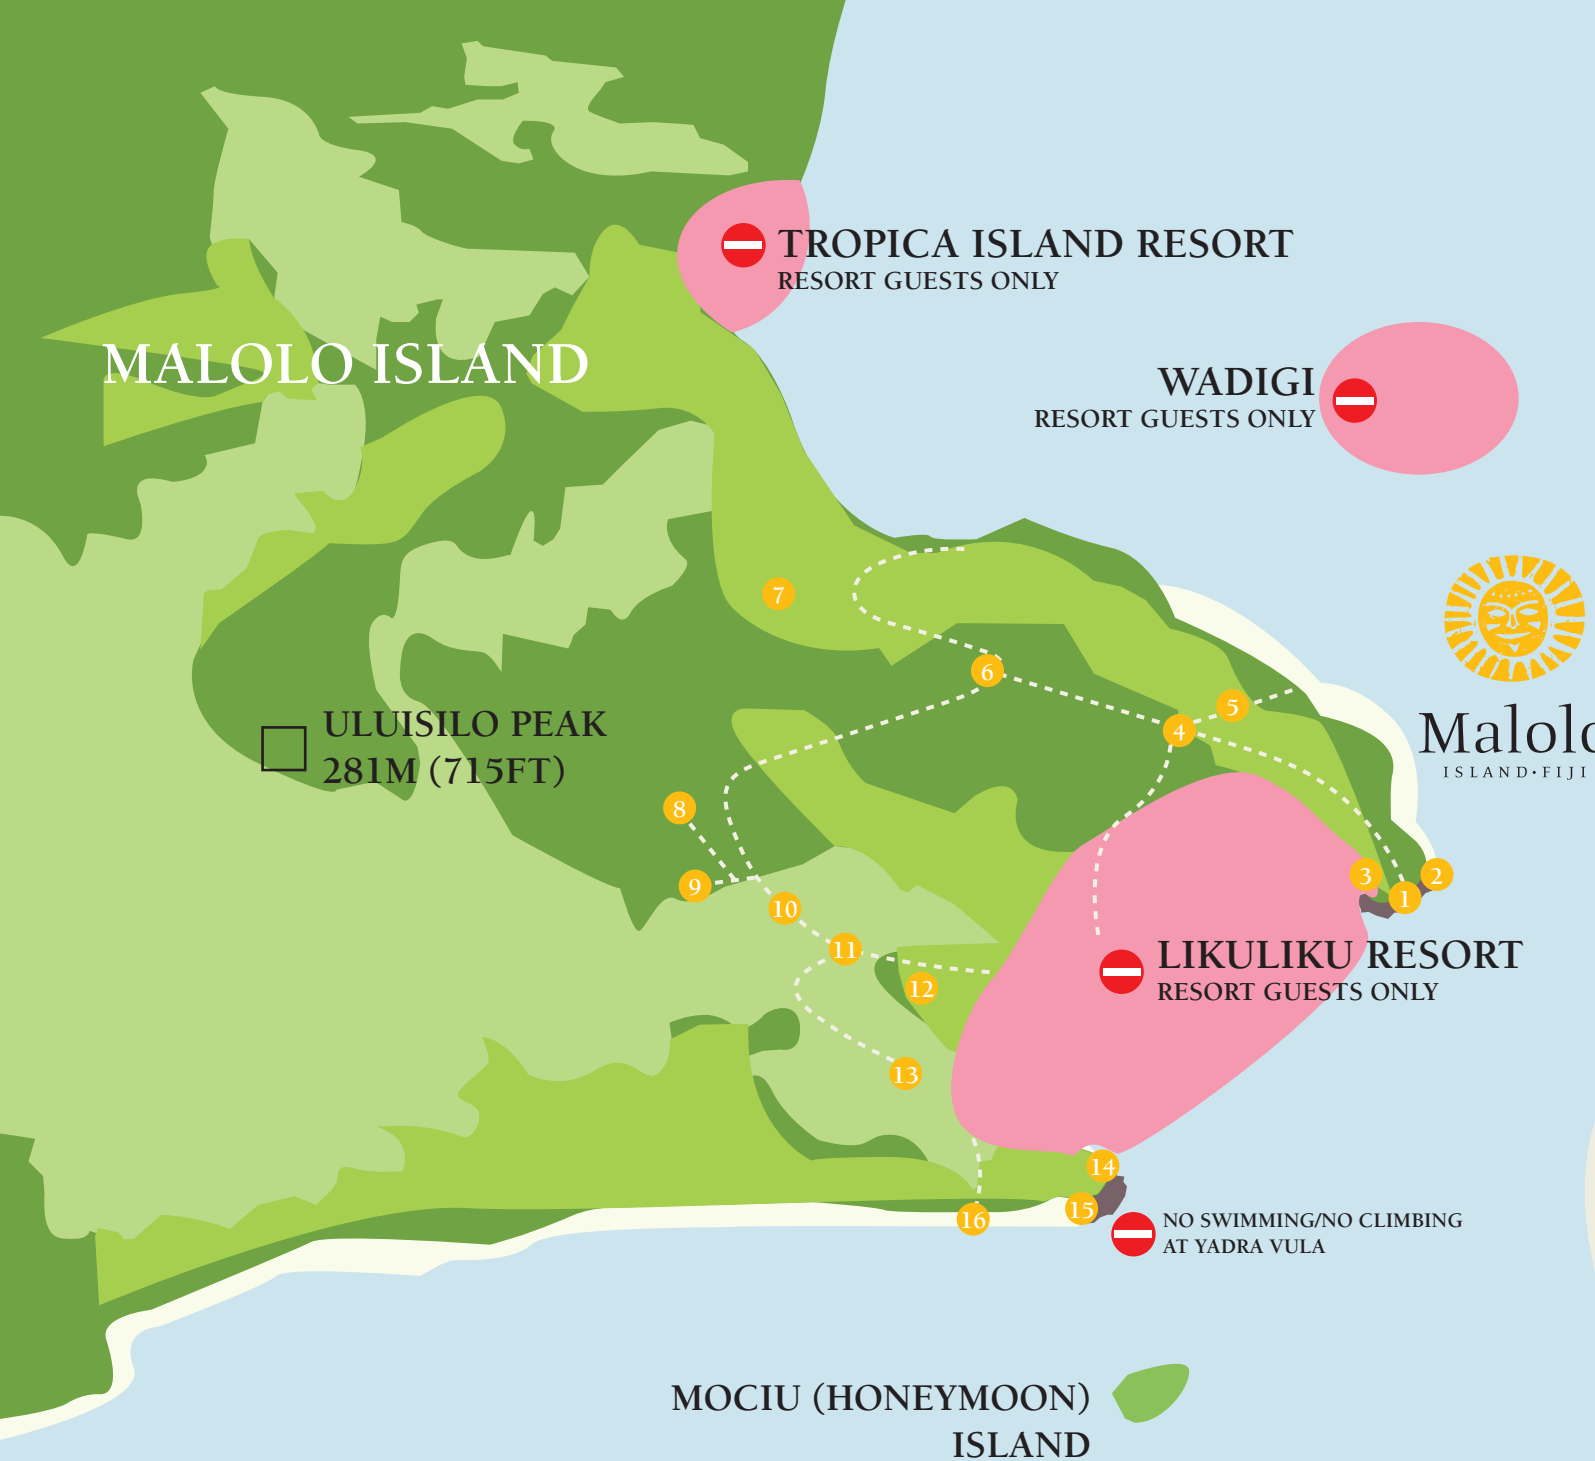 TROPICA ISLAND RESORT
RESORT GUESTS ONLY
MALOLO ISLAND
WADIGI
RESORT GUESTS ONLY
7
6
5
4
Malolo
ISLAND•FIJI
ULUISILO PEAK
281M (715FT)
8
9
10
11
12
13
3
2
1
LIKULIKU RESORT
RESORT GUESTS ONLY
14
15
16
NO SWIMMING/NO CLIMBING
AT YADRA VULA
MOCIU (HONEYMOON)
ISLAND